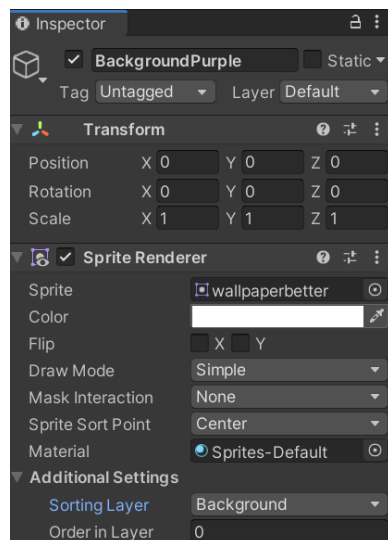 Inspector
BackgroundPurple Static
Tag Untagged Layer Default
Transform
Position X 0 Y 0 Z 0
Rotation X 0 Y 0 Z 0
Scale X 1 Y 1 Z 1
Sprite Renderer
Sprite wallpaperbetter
Color
Flip X Y
Draw Mode Simple
Mask Interaction None
Sprite Sort Point Center
Material Sprites-Default
Additional Settings
Sorting Layer Background
Order in Layer 0